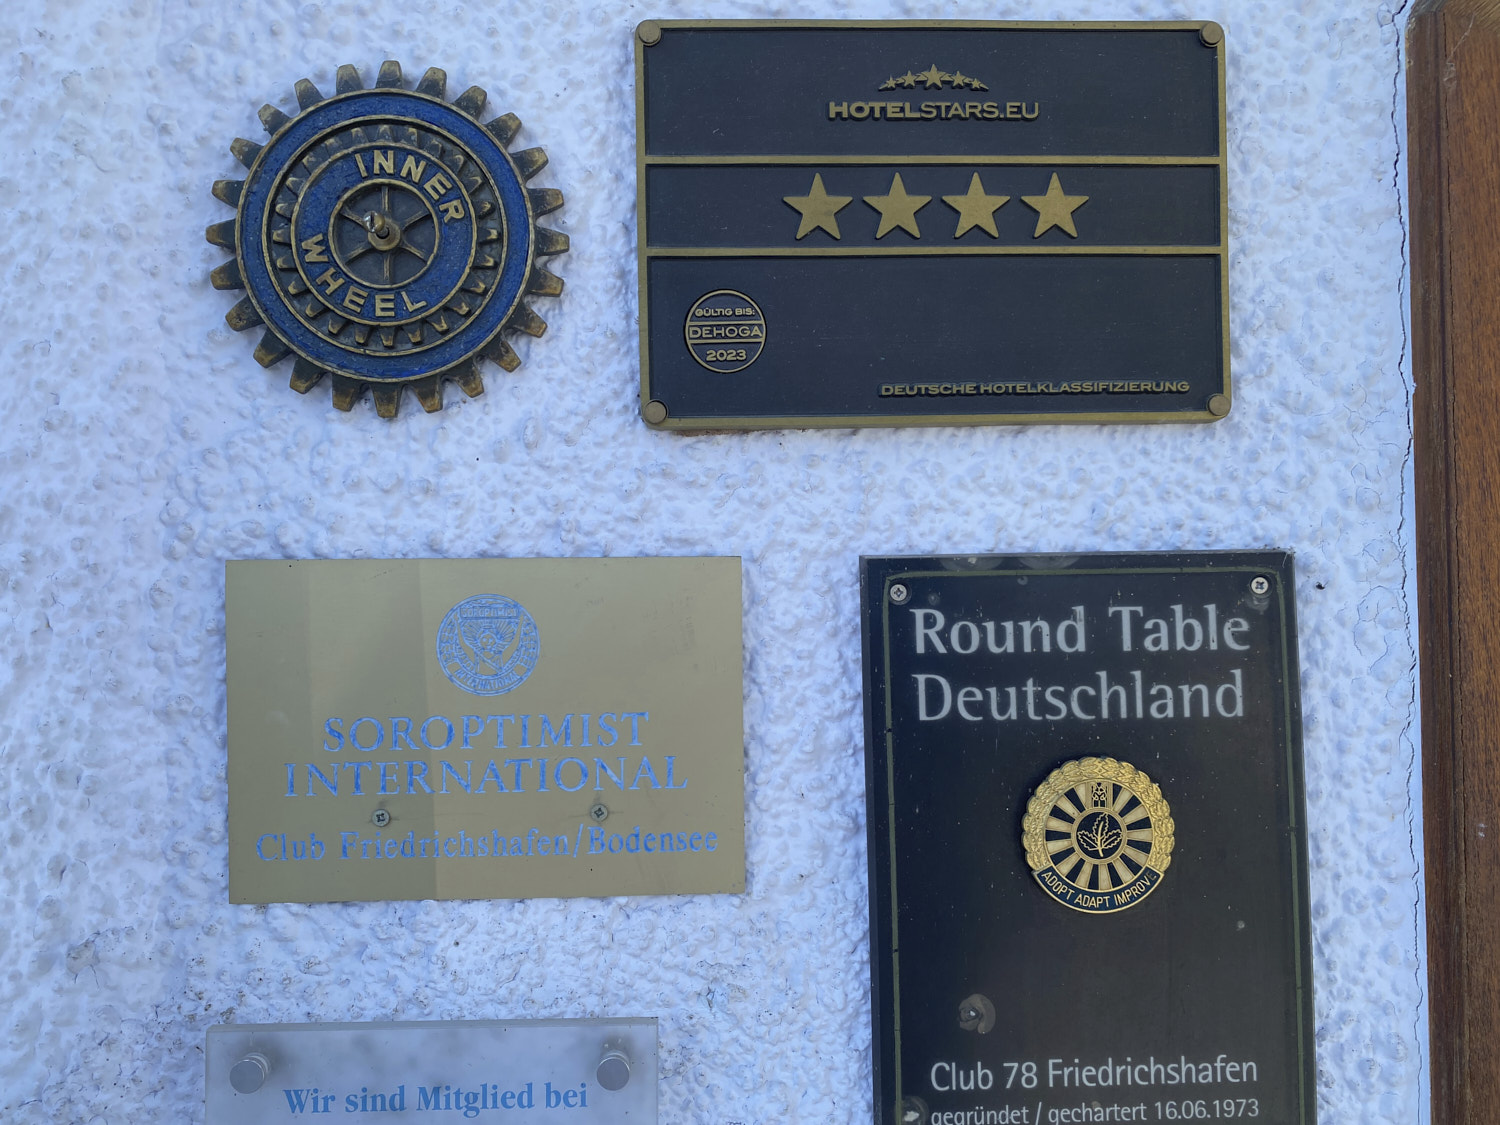 INNER
WHEEL
HOTELSTARS.EU
GÜLTIG BIS:
DEHOGA
2023
DEUTSCHE HOTELKLASSIFIZIERUNG
SOROPTIMIST
INTERNATIONAL
Club Friedrichshafen/Bodensee
Round Table
Deutschland
ADOPT ADAPT IMPROVE
Club 78 Friedrichshafen
gegründet / gechartert 16.06.1973
Wir sind Mitglied bei